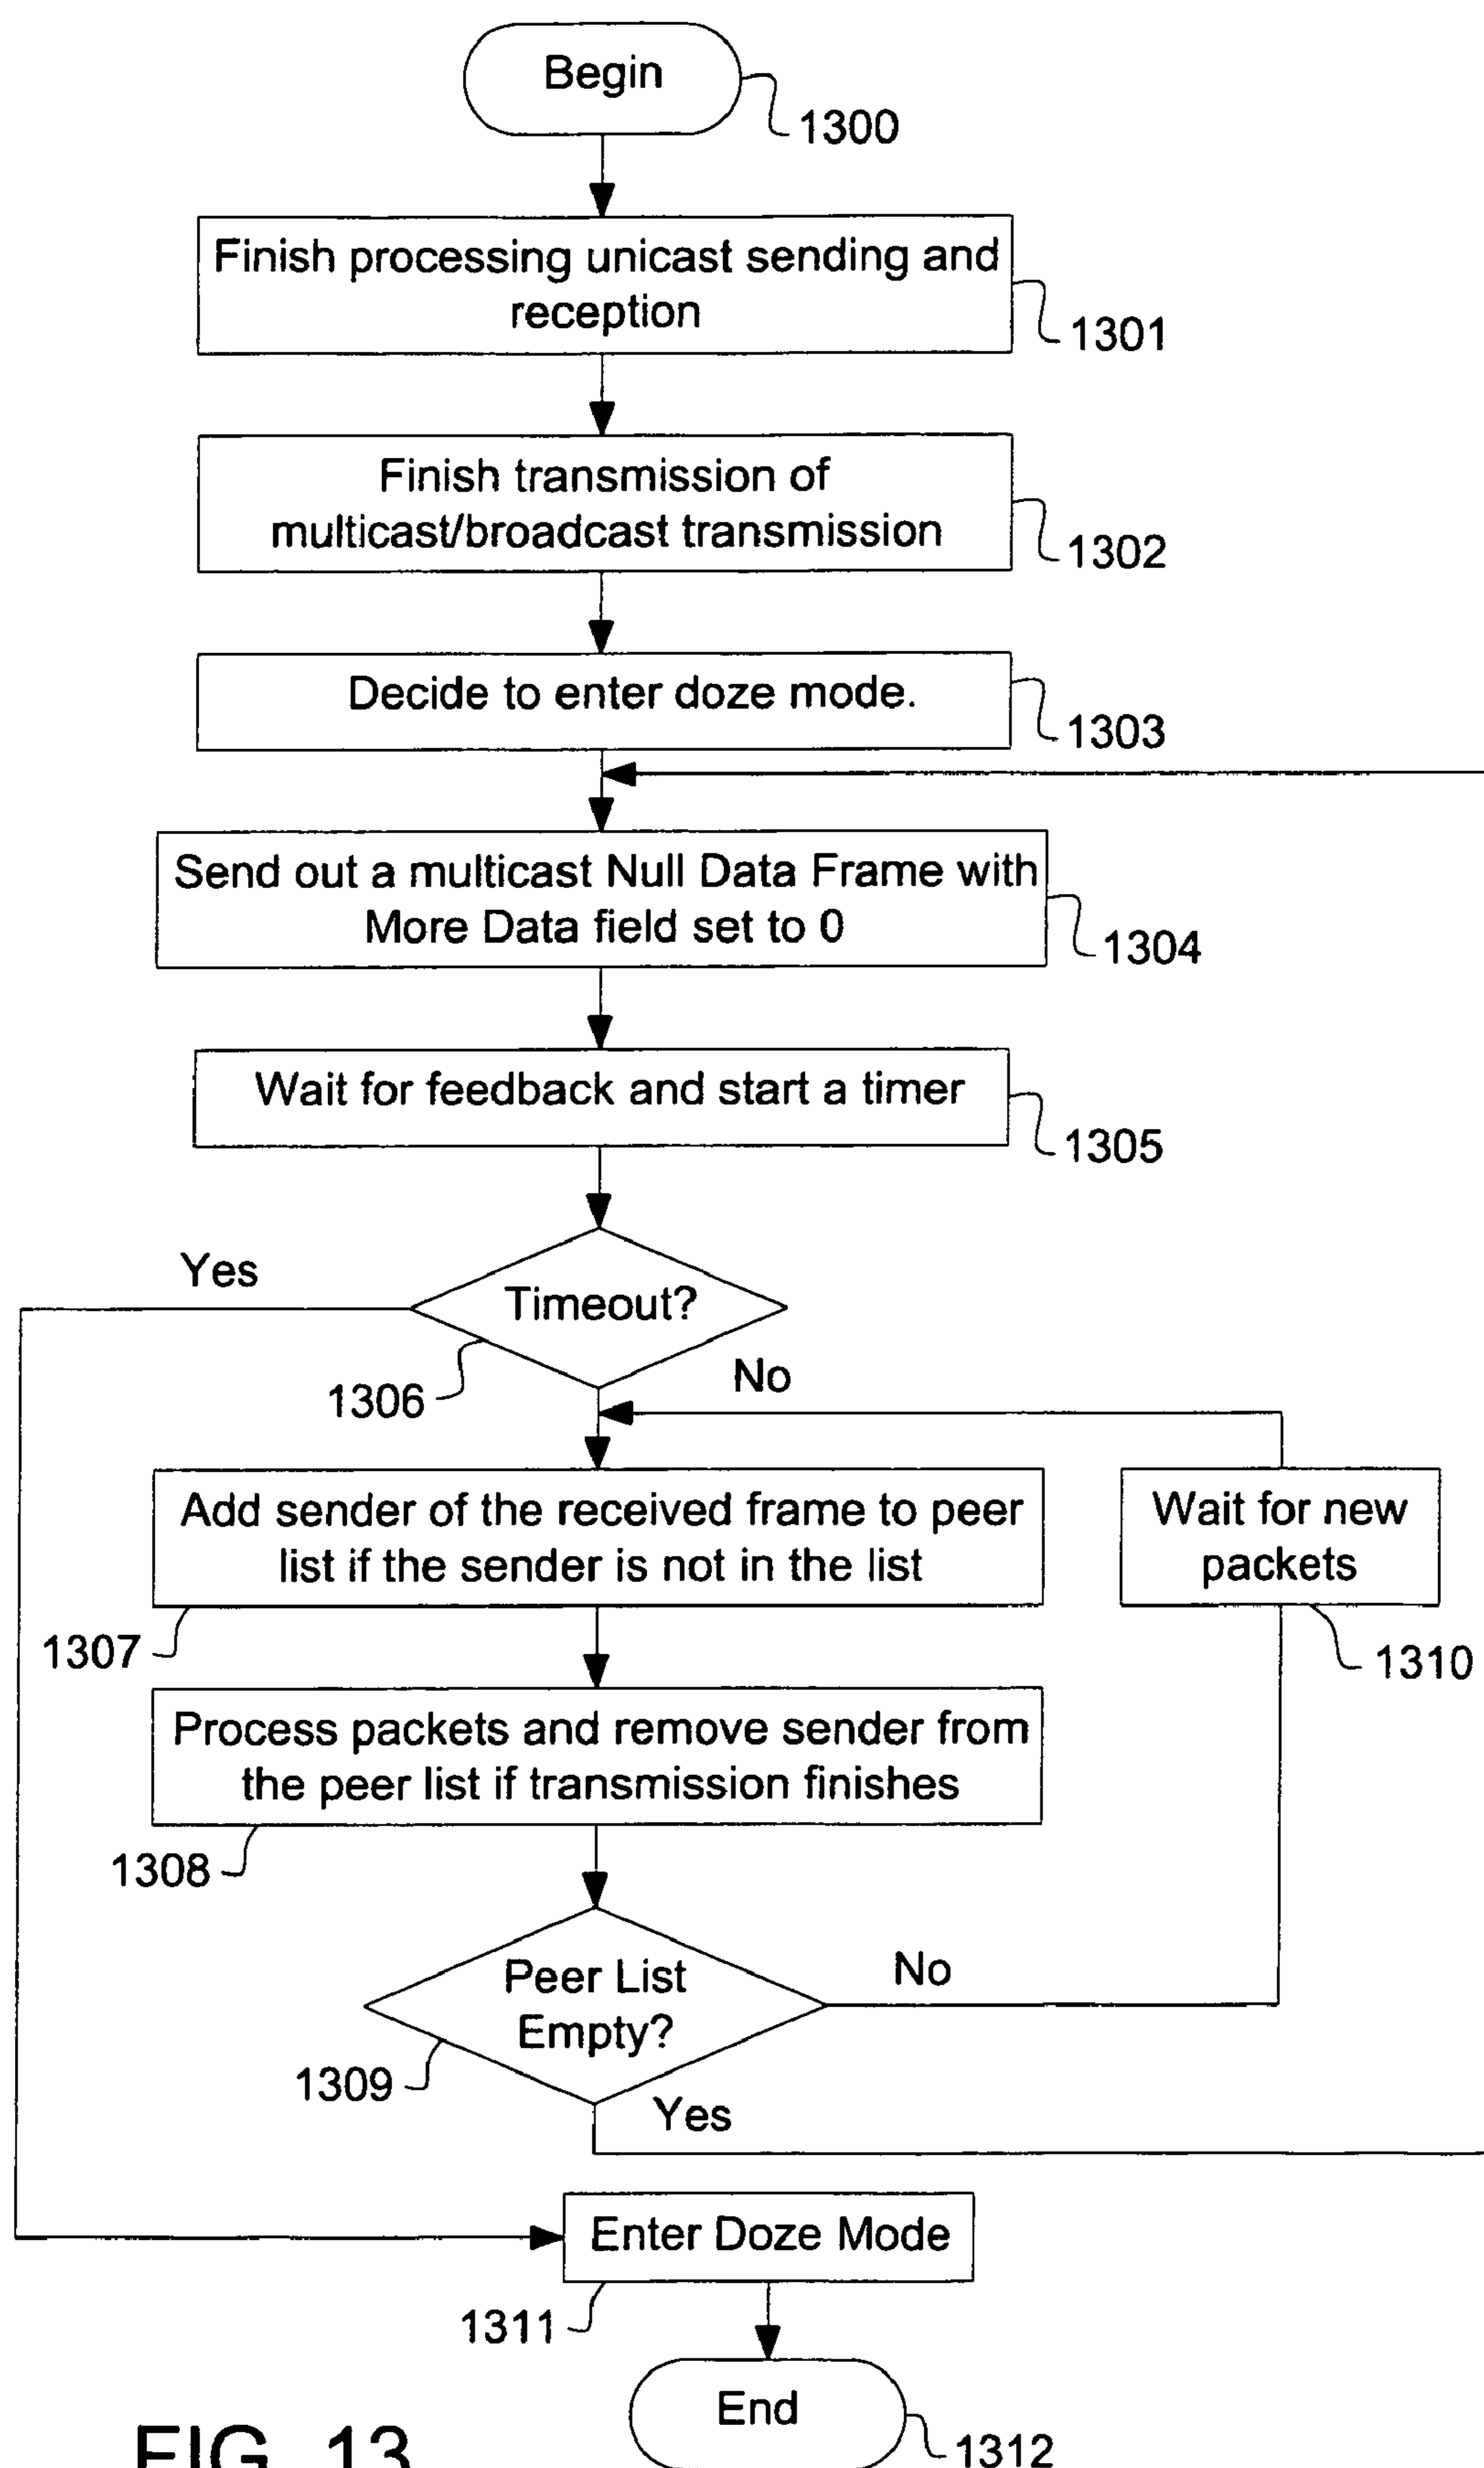 Begin
1300
Finish processing unicast sending and
reception
1301
Finish transmission of
multicast/broadcast transmission
1302
Decide to enter doze mode.
1303
Send out a multicast Null Data Frame with
More Data field set to 0
1304
Wait for feedback and start a timer
1305
Yes
Timeout?
1306
No
Add sender of the received frame to peer
list if the sender is not in the list
1307
Wait for new
packets
1310
Process packets and remove sender from
the peer list if transmission finishes
1308
Peer List
Empty?
No
1309
Yes
Enter Doze Mode
1311
End
1312
FIG. 13